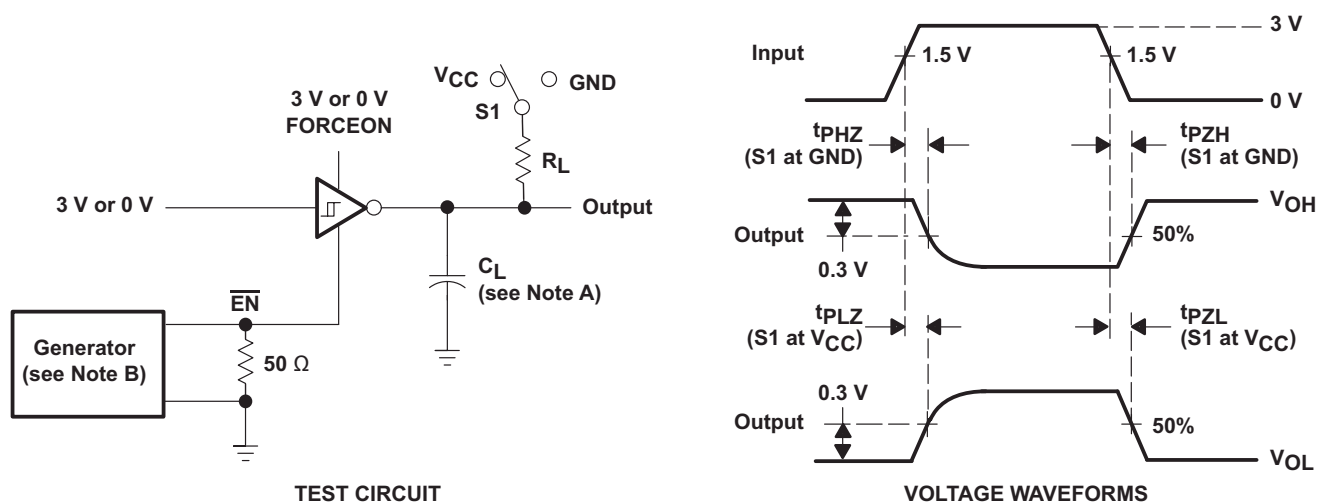 VCC
GND
S1
3 V or 0 V
FORCEON
RL
3 V or 0 V
Output
CL
(see Note A)
EN
Generator
(see Note B)
50 Ω
TEST CIRCUIT
3 V
Input
1.5 V
1.5 V
0 V
tPHZ
(S1 at GND)
tPZH
(S1 at GND)
VOH
Output
50%
0.3 V
tPLZ
(S1 at VCC)
tPZL
(S1 at VCC)
0.3 V
Output
50%
VOL
VOLTAGE WAVEFORMS